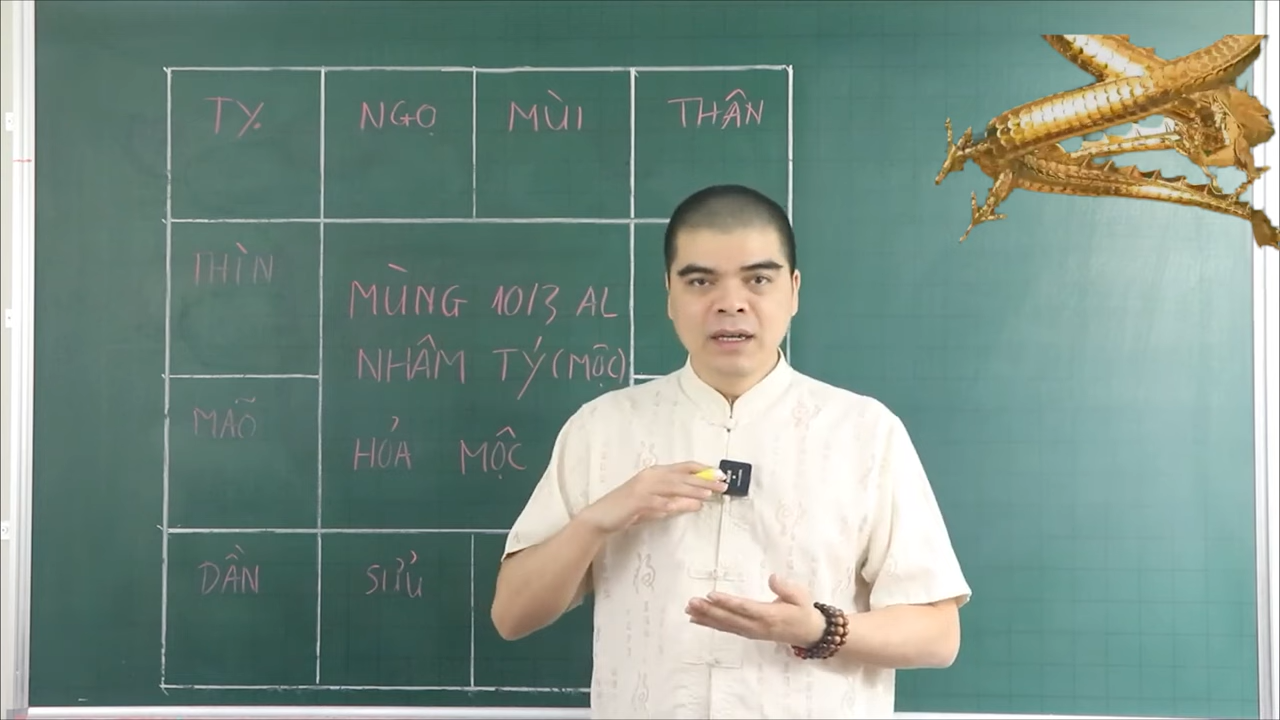 TỴ NGỌ MÙI THÂN
THÌN
MÙNG 10/3 AL
NHÂM TÝ (MỘC)
MÃO
HỎA MỘC
DẦN SỬU